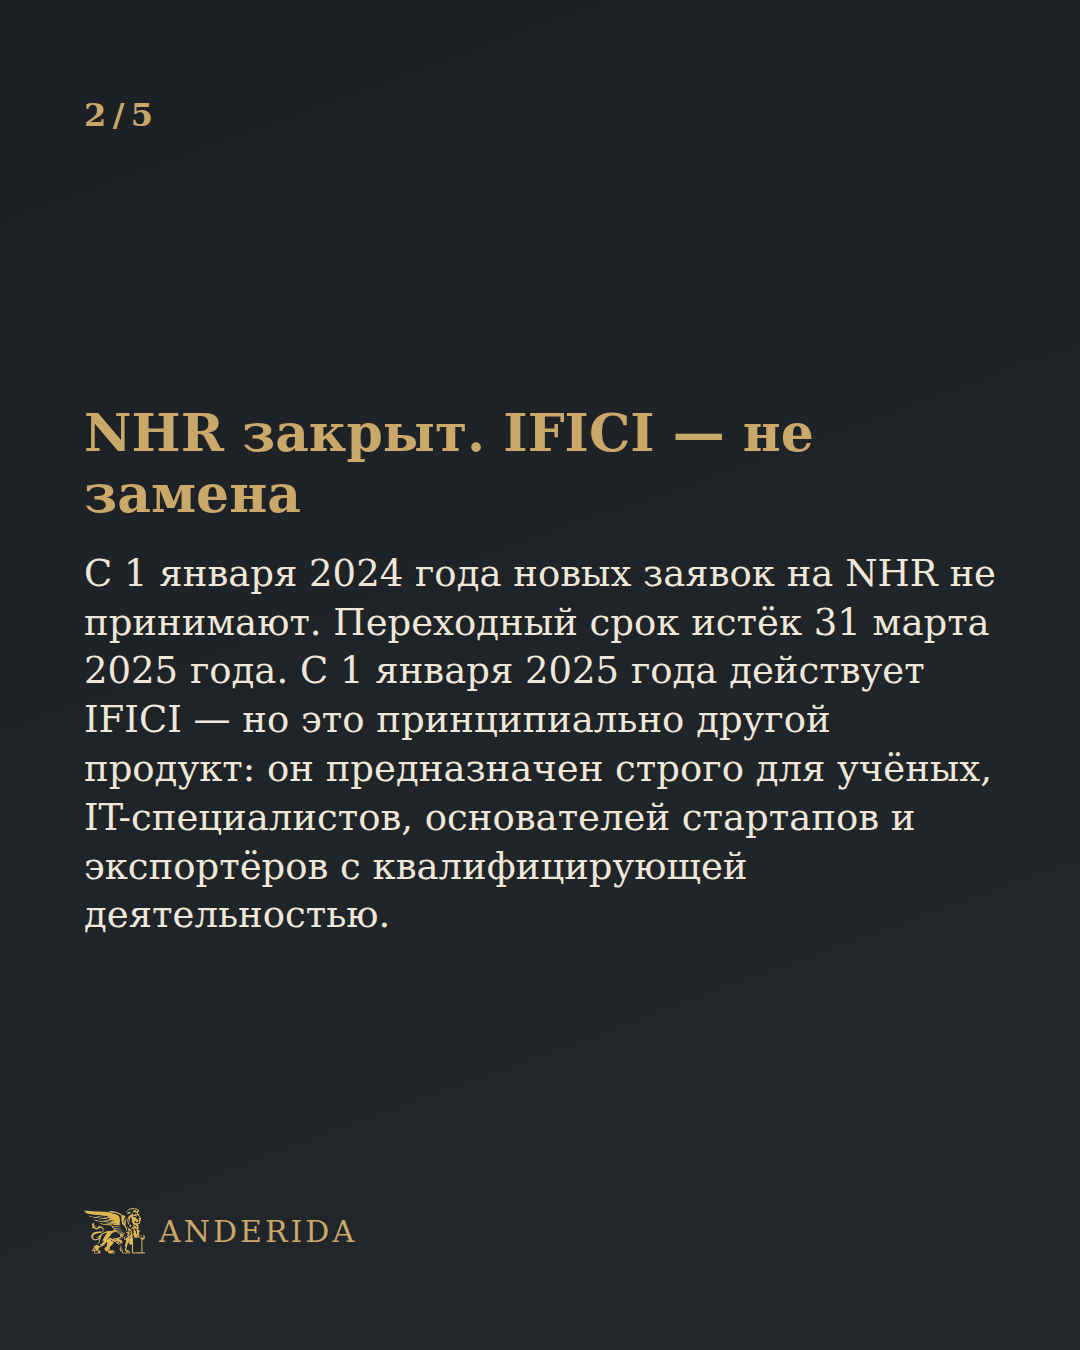 2/5
NHR закрыт. IFICI — не
замена
С 1 января 2024 года новых заявок на NHR не
принимают. Переходный срок истёк 31 марта
2025 года. С 1 января 2025 года действует
IFICI — но это принципиально другой
продукт: он предназначен строго для учёных,
IT-специалистов, основателей стартапов и
экспортёров с квалифицирующей
деятельностью.
ANDERIDA